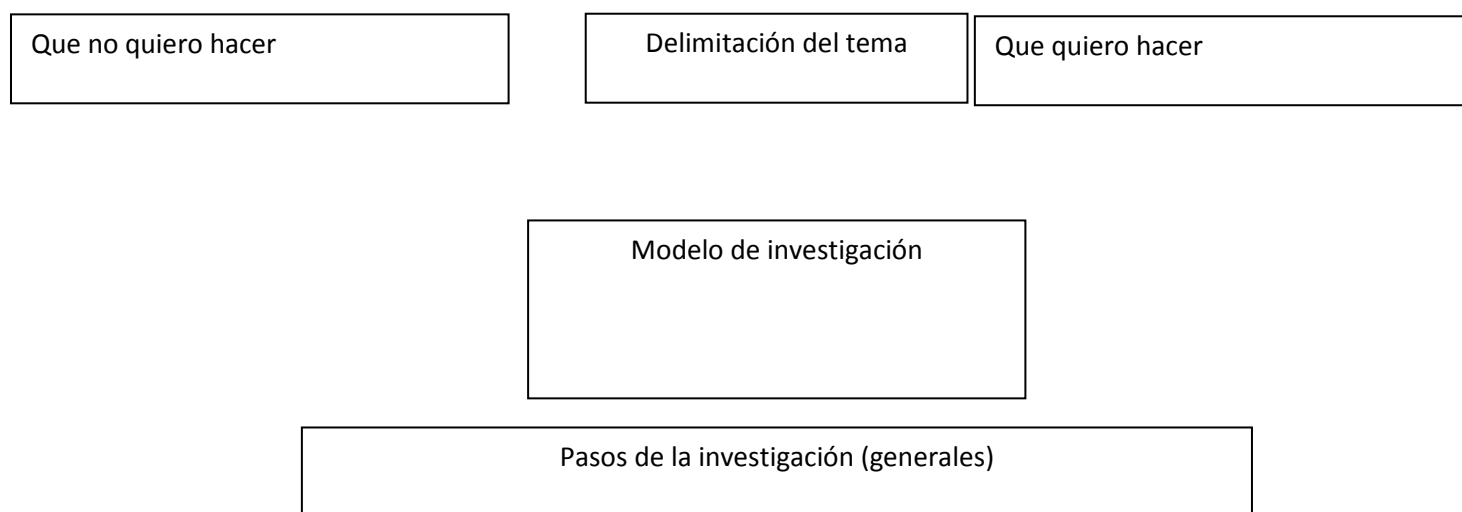 Que no quiero hacer
Delimitación del tema
Que quiero hacer
Modelo de investigación
Pasos de la investigación (generales)